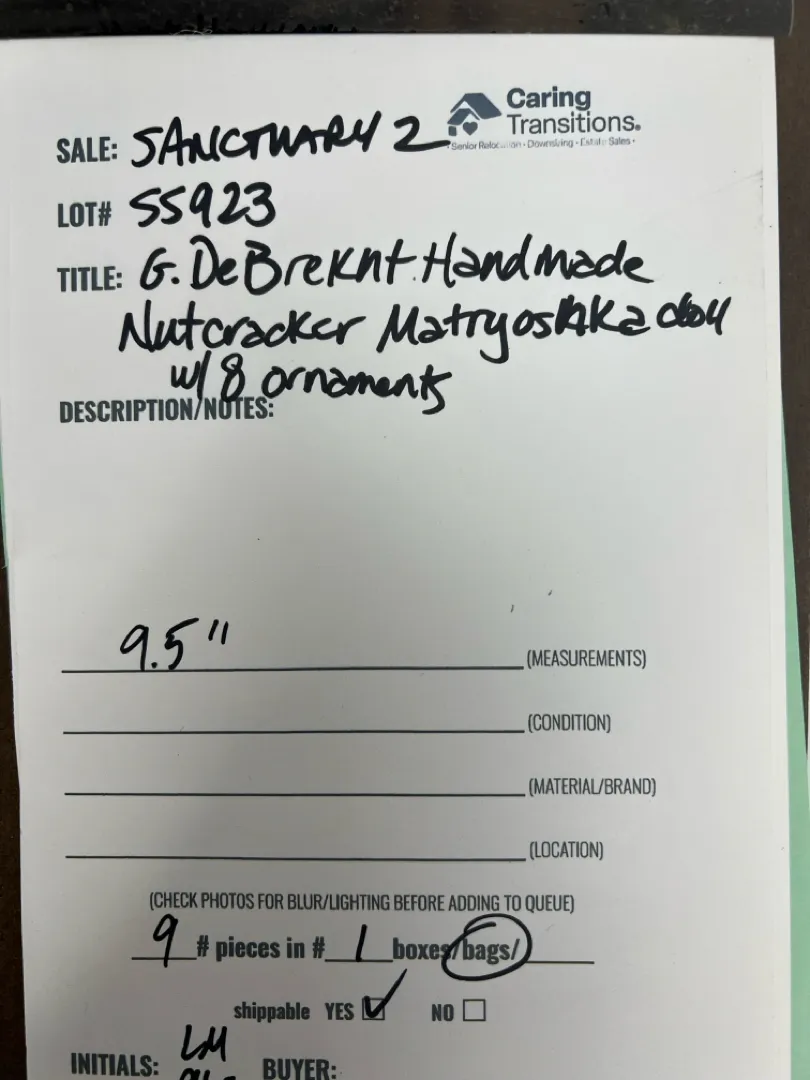 Caring
Transitions.
Senior Relocation · Downsizing · Estate Sales ·
SALE: SANCTUARY 2
LOT# 55923
TITLE: G. DeBreknt Handmade
Nutcracker Matryoshka doll
w/ 8 ornaments
DESCRIPTION/NOTES:
9.5" (MEASUREMENTS)
(CONDITION)
(MATERIAL/BRAND)
(LOCATION)
(CHECK PHOTOS FOR BLUR/LIGHTING BEFORE ADDING TO QUEUE)
9 # pieces in # 1 boxes/bags/
shippable YES NO
INITIALS: LM BUYER: